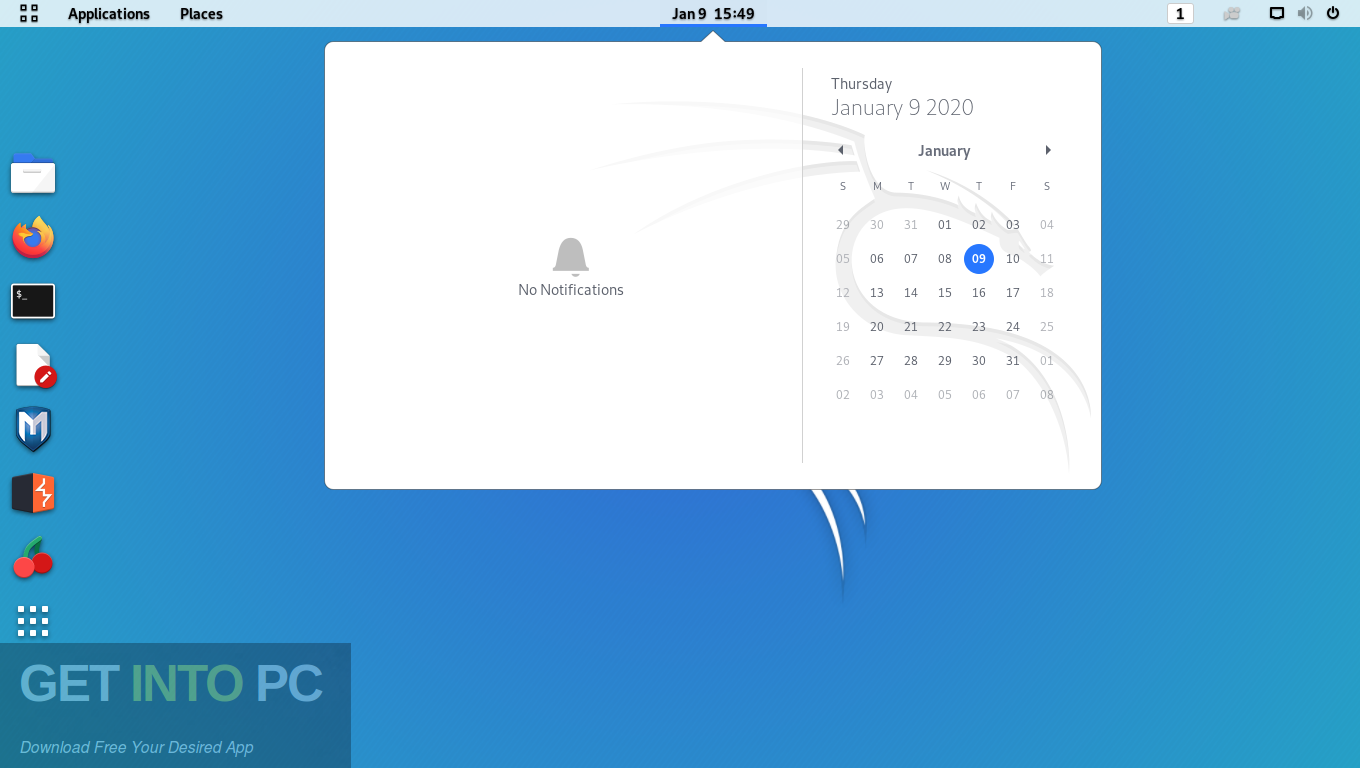 Applications Places Jan 9 15:49 1
Thursday
January 9 2020
January
S M T W T F S
29 30 31 01 02 03 04
05 06 07 08 09 10 11
12 13 14 15 16 17 18
19 20 21 22 23 24 25
26 27 28 29 30 31 01
02 03 04 05 06 07 08
No Notifications
$_
GET INTO PC
Download Free Your Desired App